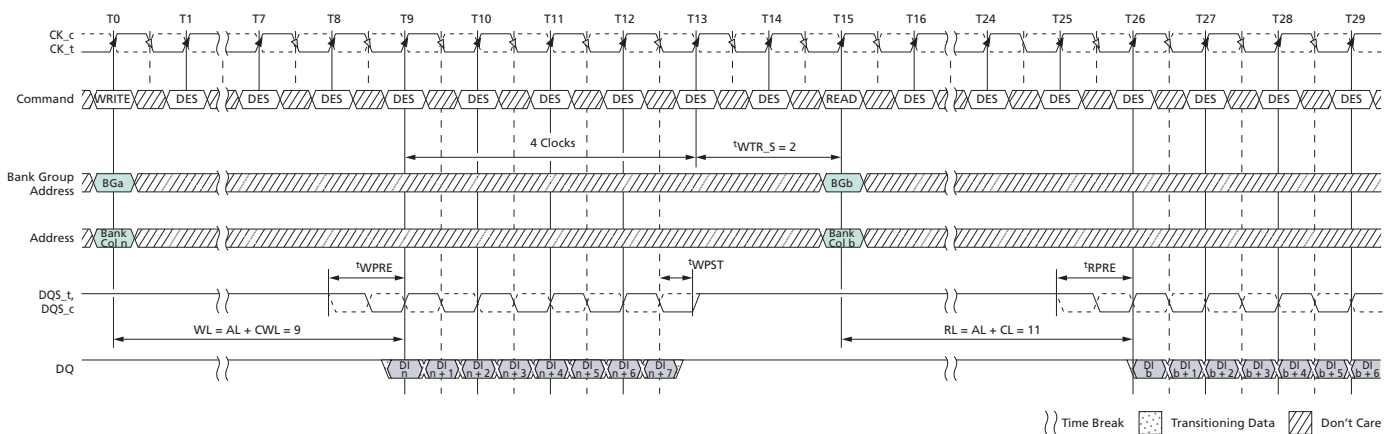 T0 T1 T7 T8 T9 T10 T11 T12 T13 T14 T15 T16 T24 T25 T26 T27 T28 T29
CK_c
CK_t
Command WRITE DES DES DES DES DES DES DES DES DES READ DES DES DES DES DES DES DES
4 Clocks tWTR_S = 2
Bank Group
Address BGa BGb
Address Bank
Col n Bank
Col b
tWPRE tWPST tRPRE
DQS_t,
DQS_c
WL = AL + CWL = 9 RL = AL + CL = 11
DQ DI
n DI
n + 1 DI
n + 2 DI
n + 3 DI
n + 4 DI
n + 5 DI
n + 6 DI
n + 7 DI
b DI
b + 1 DI
b + 2 DI
b + 3 DI
b + 4 DI
b + 5 DI
b + 6
Time Break Transitioning Data Don't Care